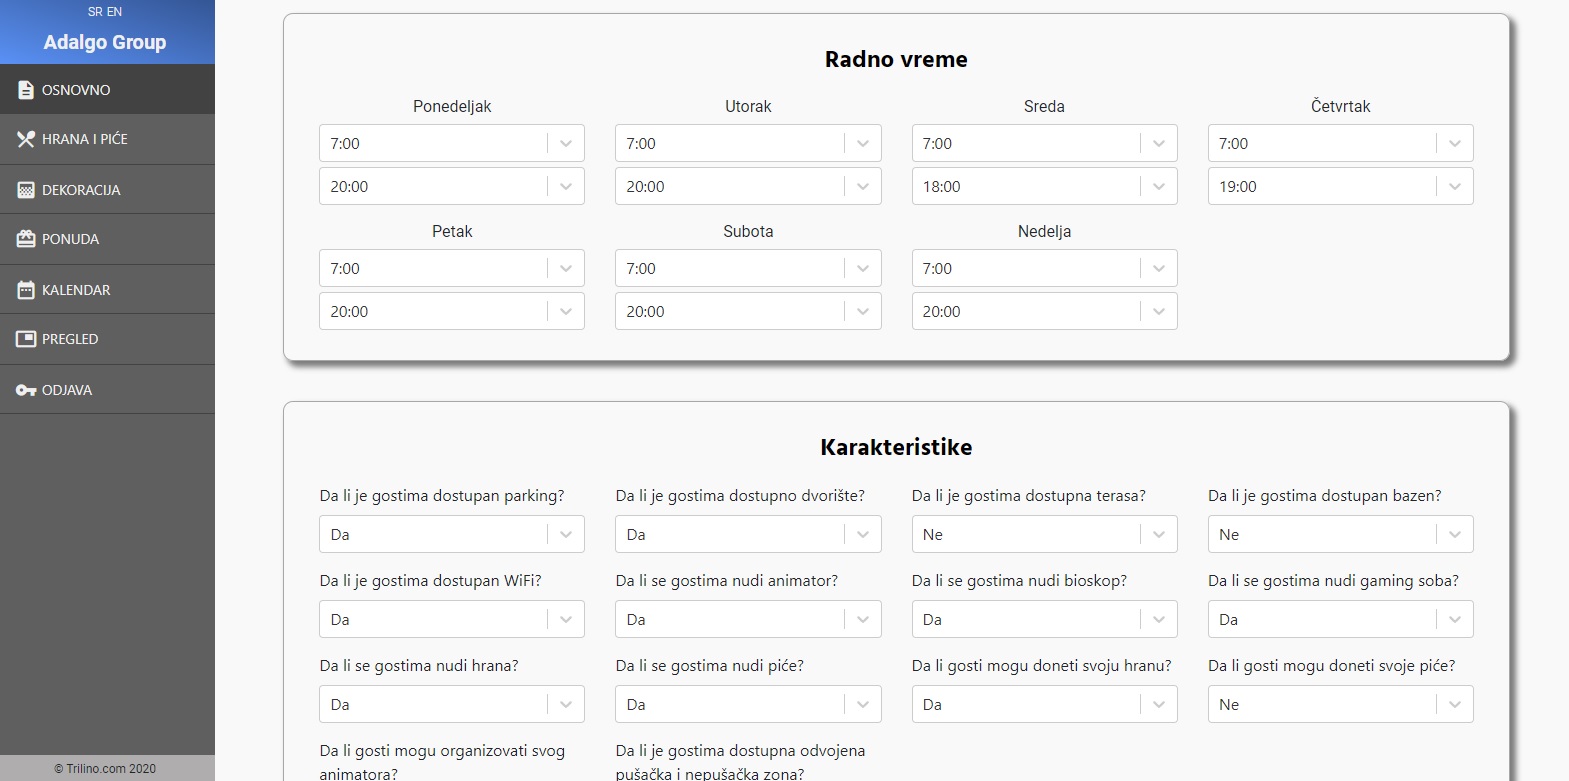 SR EN
Adalgo Group
OSNOVNO
HRANA I PIĆE
DEKORACIJA
PONUDA
KALENDAR
PREGLED
ODJAVA
© Trilino.com 2020
Radno vreme
Ponedeljak Utorak Sreda Četvrtak
7:00 7:00 7:00 7:00
20:00 20:00 18:00 19:00
Petak Subota Nedelja
7:00 7:00 7:00
20:00 20:00 20:00
Karakteristike
Da li je gostima dostupan parking? Da li je gostima dostupno dvorište? Da li je gostima dostupna terasa? Da li je gostima dostupan bazen?
Da Da Ne Ne
Da li je gostima dostupan WiFi? Da li se gostima nudi animator? Da li se gostima nudi bioskop? Da li se gostima nudi gaming soba?
Da Da Da Da
Da li se gostima nudi hrana? Da li se gostima nudi piće? Da li gosti mogu doneti svoju hranu? Da li gosti mogu doneti svoje piće?
Da Da Da Ne
Da li gosti mogu organizovati svog Da li je gostima dostupna odvojena
animatora? pušačka i nepušačka zona?